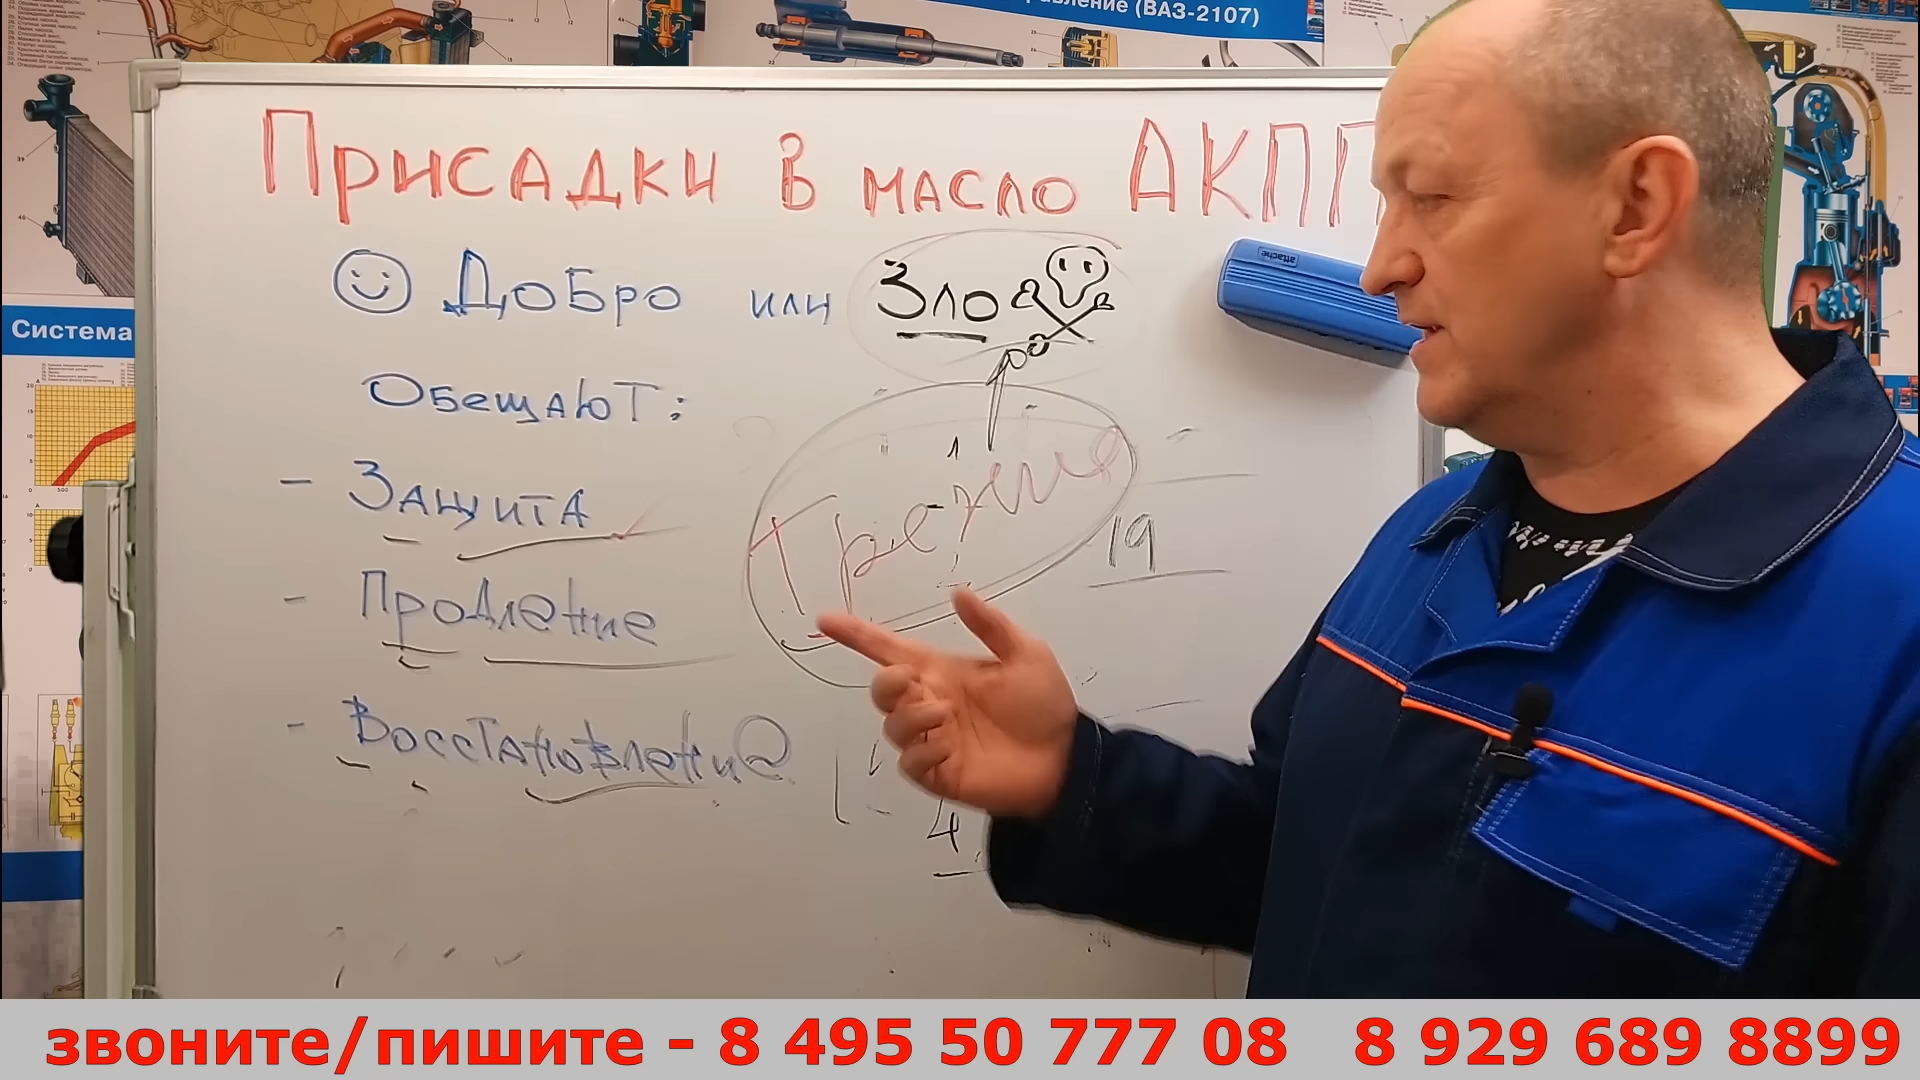 равление (ВАЗ-2107)
Присадки в масло АКПП
Добро или Зло
attache
Система
Обещают:
- Защита
- Продление
- Восстановление
Трение
19
4
звоните/пишите - 8 495 50 777 08 8 929 689 8899